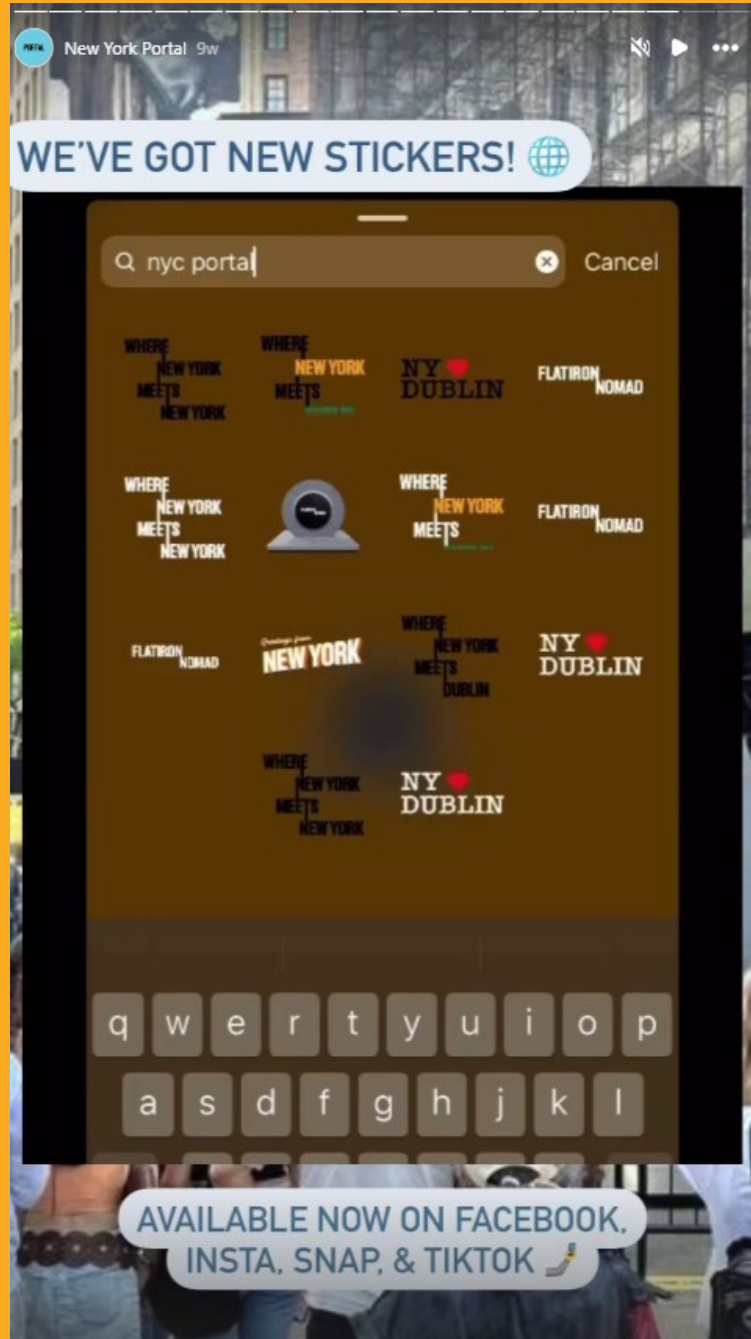 PORTAL
New York Portal 9w
WE'VE GOT NEW STICKERS! 🌐
nyc portal
Cancel
WHERE
NEW YORK
MEETS
NEW YORK
WHERE
NEW YORK
MEETS
NY ❤
DUBLIN
FLATIRON
NOMAD
WHERE
NEW YORK
MEETS
NEW YORK
WHERE
NEW YORK
MEETS
FLATIRON
NOMAD
FLATIRON
NOMAD
Greetings from
NEW YORK
WHERE
NEW YORK
MEETS
DUBLIN
NY ❤
DUBLIN
WHERE
NEW YORK
MEETS
NEW YORK
NY ❤
DUBLIN
q w e r t y u i o p
a s d f g h j k l
AVAILABLE NOW ON FACEBOOK,
INSTA, SNAP, & TIKTOK 🤳